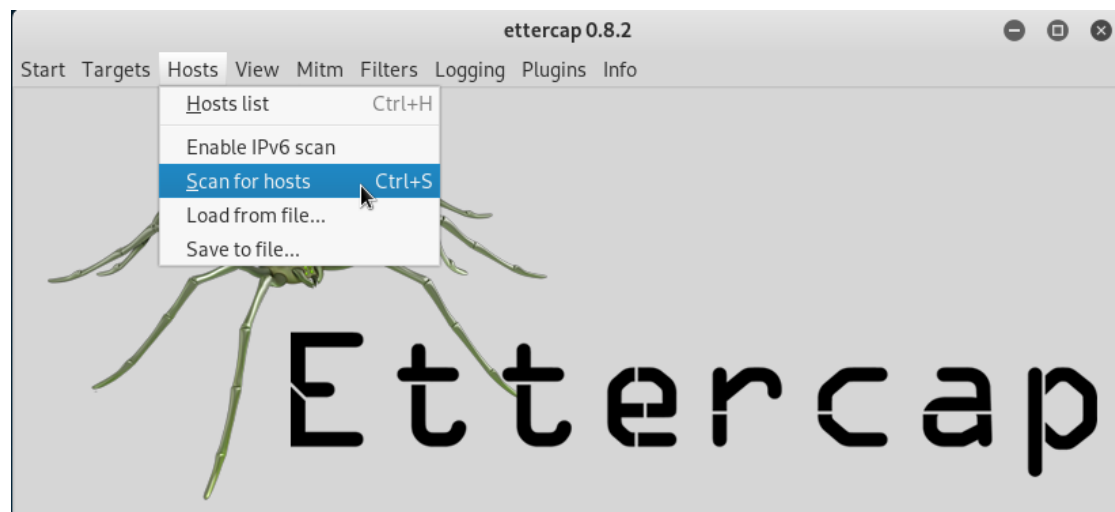 ettercap 0.8.2
Start Targets Hosts View Mitm Filters Logging Plugins Info
Hosts list Ctrl+H
Enable IPv6 scan
Scan for hosts Ctrl+S
Load from file...
Save to file...
Ettercap